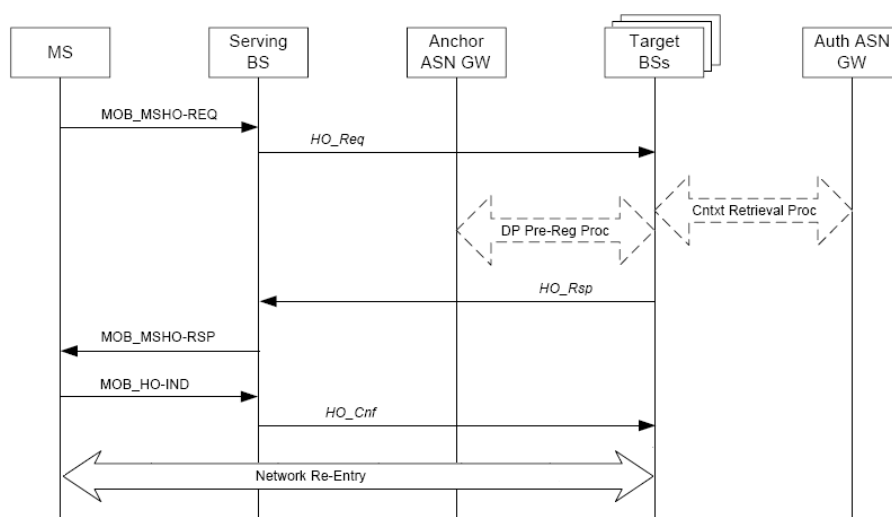 MS
Serving
BS
Anchor
ASN GW
Target
BSs
Auth ASN
GW
MOB_MSHO-REQ
HO_Req
Cntxt Retrieval Proc
DP Pre-Reg Proc
HO_Rsp
MOB_MSHO-RSP
MOB_HO-IND
HO_Cnf
Network Re-Entry